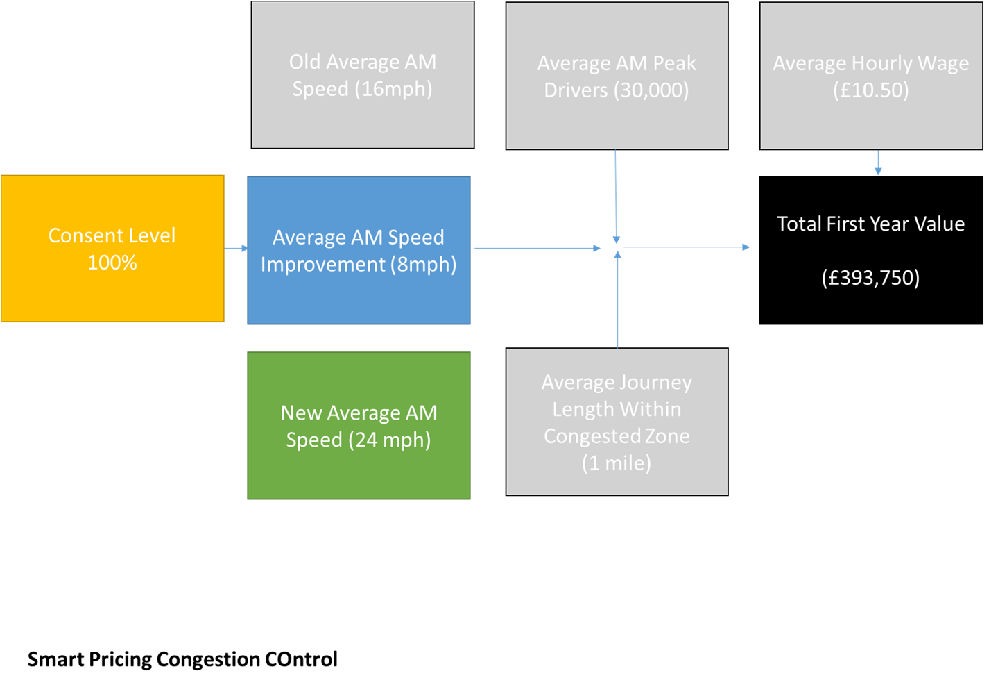 Old Average AM
Speed (16mph)
Average AM Peak
Drivers (30,000)
Average Hourly Wage
(£10.50)
Consent Level
100%
Average AM Speed
Improvement (8mph)
Total First Year Value
(£393,750)
New Average AM
Speed (24 mph)
Average Journey
Length Within
Congested Zone
(1 mile)
Smart Pricing Congestion COntrol